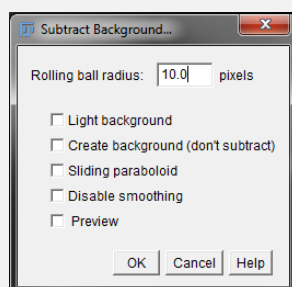 Subtract Background...
Rolling ball radius: 10.0 pixels
Light background
Create background (don't subtract)
Sliding paraboloid
Disable smoothing
Preview
OK Cancel Help